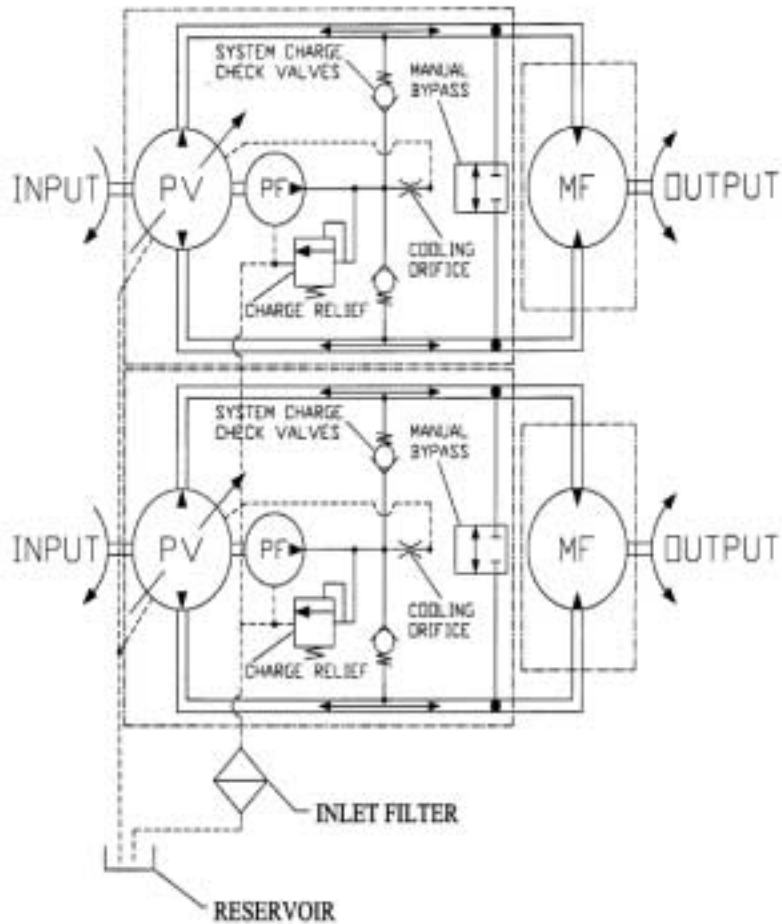 SYSTEM CHARGE
CHECK VALVES
MANUAL
BYPASS
INPUT
PV
PF
MF
OUTPUT
COOLING
ORIFICE
CHARGE RELIEF
SYSTEM CHARGE
CHECK VALVES
MANUAL
BYPASS
INPUT
PV
PF
MF
OUTPUT
COOLING
ORIFICE
CHARGE RELIEF
INLET FILTER
RESERVOIR